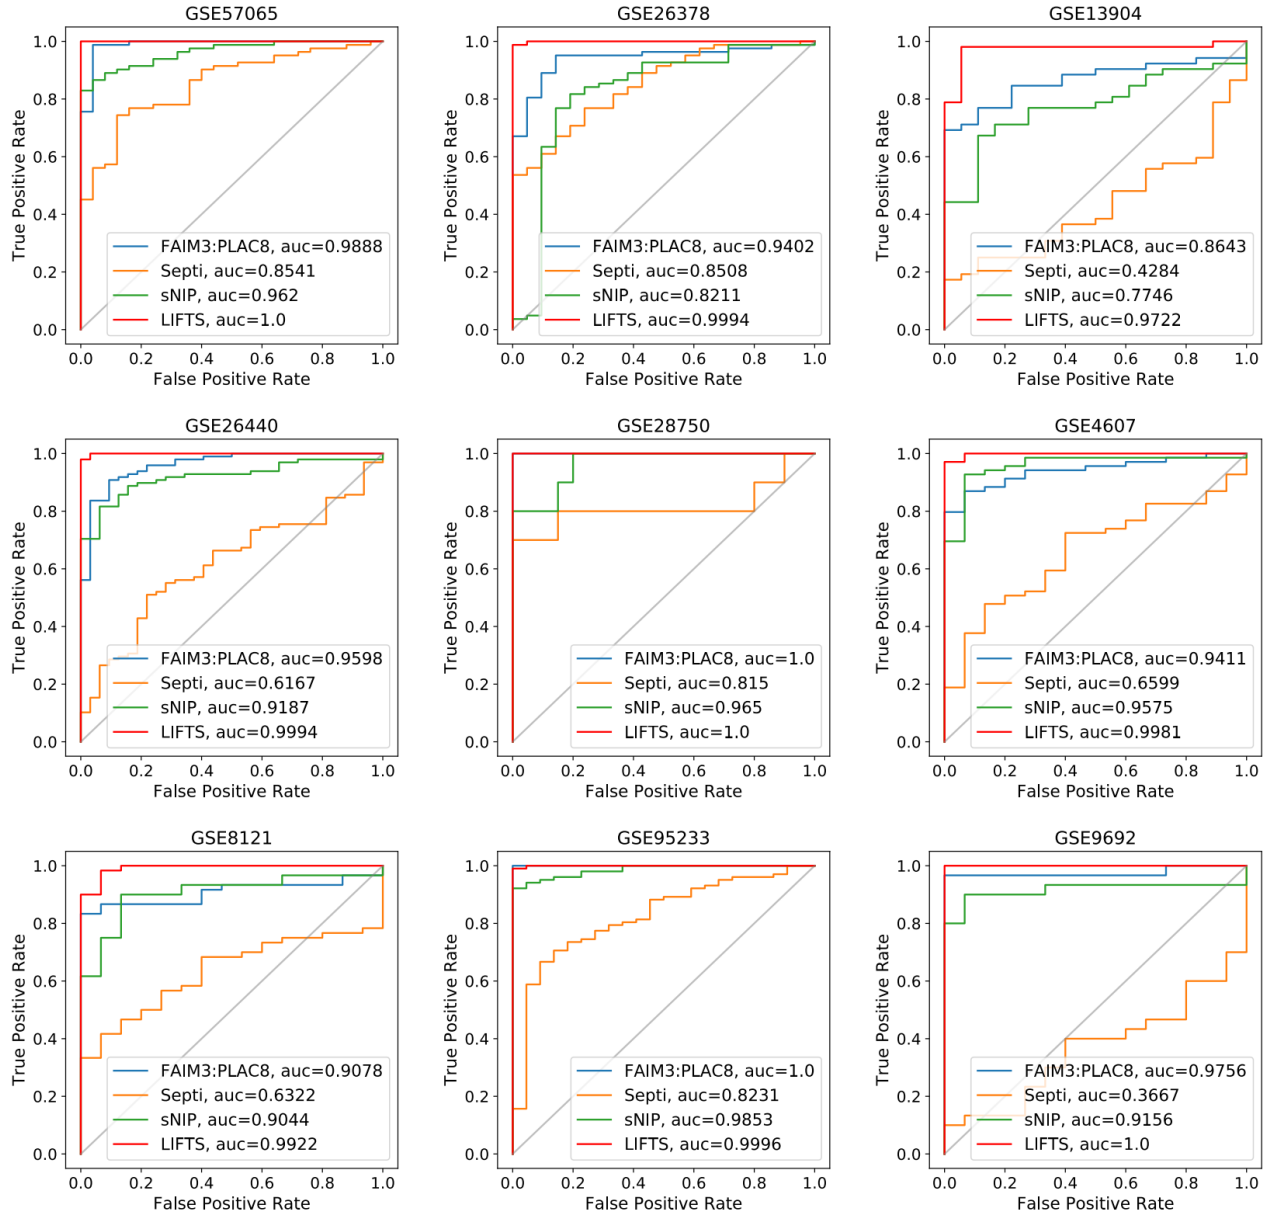 GSE57065
1.0
0.8
0.6
0.4
0.2
0.0
True Positive Rate
FAIM3:PLAC8, auc=0.9888
Septi, auc=0.8541
sNIP, auc=0.962
LIFTS, auc=1.0
0.0 0.2 0.4 0.6 0.8 1.0
False Positive Rate
GSE26378
1.0
0.8
0.6
0.4
0.2
0.0
True Positive Rate
FAIM3:PLAC8, auc=0.9402
Septi, auc=0.8508
sNIP, auc=0.8211
LIFTS, auc=0.9994
0.0 0.2 0.4 0.6 0.8 1.0
False Positive Rate
GSE13904
1.0
0.8
0.6
0.4
0.2
0.0
True Positive Rate
FAIM3:PLAC8, auc=0.8643
Septi, auc=0.4284
sNIP, auc=0.7746
LIFTS, auc=0.9722
0.0 0.2 0.4 0.6 0.8 1.0
False Positive Rate
GSE26440
1.0
0.8
0.6
0.4
0.2
0.0
True Positive Rate
FAIM3:PLAC8, auc=0.9598
Septi, auc=0.6167
sNIP, auc=0.9187
LIFTS, auc=0.9994
0.0 0.2 0.4 0.6 0.8 1.0
False Positive Rate
GSE28750
1.0
0.8
0.6
0.4
0.2
0.0
True Positive Rate
FAIM3:PLAC8, auc=1.0
Septi, auc=0.815
sNIP, auc=0.965
LIFTS, auc=1.0
0.0 0.2 0.4 0.6 0.8 1.0
False Positive Rate
GSE4607
1.0
0.8
0.6
0.4
0.2
0.0
True Positive Rate
FAIM3:PLAC8, auc=0.9411
Septi, auc=0.6599
sNIP, auc=0.9575
LIFTS, auc=0.9981
0.0 0.2 0.4 0.6 0.8 1.0
False Positive Rate
GSE8121
1.0
0.8
0.6
0.4
0.2
0.0
True Positive Rate
FAIM3:PLAC8, auc=0.9078
Septi, auc=0.6322
sNIP, auc=0.9044
LIFTS, auc=0.9922
0.0 0.2 0.4 0.6 0.8 1.0
False Positive Rate
GSE95233
1.0
0.8
0.6
0.4
0.2
0.0
True Positive Rate
FAIM3:PLAC8, auc=1.0
Septi, auc=0.8231
sNIP, auc=0.9853
LIFTS, auc=0.9996
0.0 0.2 0.4 0.6 0.8 1.0
False Positive Rate
GSE9692
1.0
0.8
0.6
0.4
0.2
0.0
True Positive Rate
FAIM3:PLAC8, auc=0.9756
Septi, auc=0.3667
sNIP, auc=0.9156
LIFTS, auc=1.0
0.0 0.2 0.4 0.6 0.8 1.0
False Positive Rate